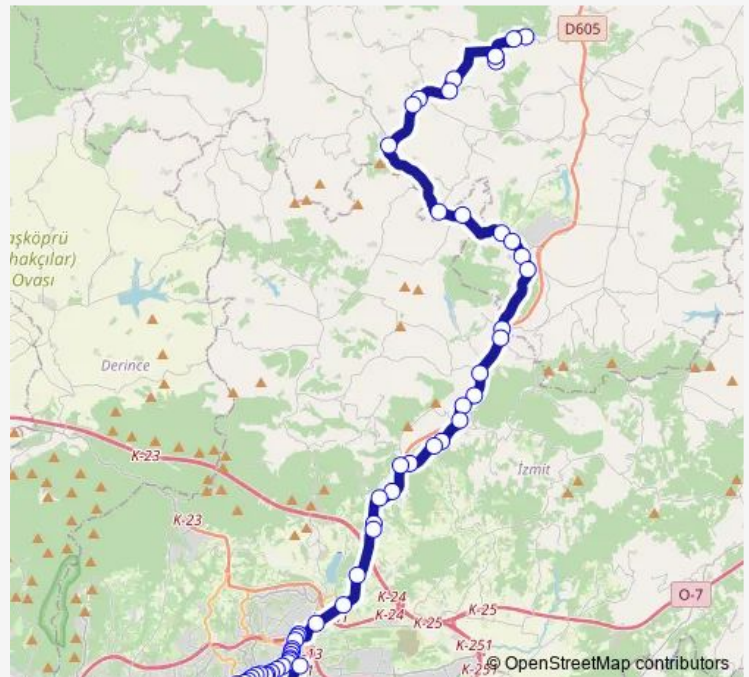 D605
aşköprü
hakçılar)
Ovası
Derince
K-23
İzmit
K-23
K-24
O-7
K-24
K-25
K-25
K-251
© OpenStreetMap contributors